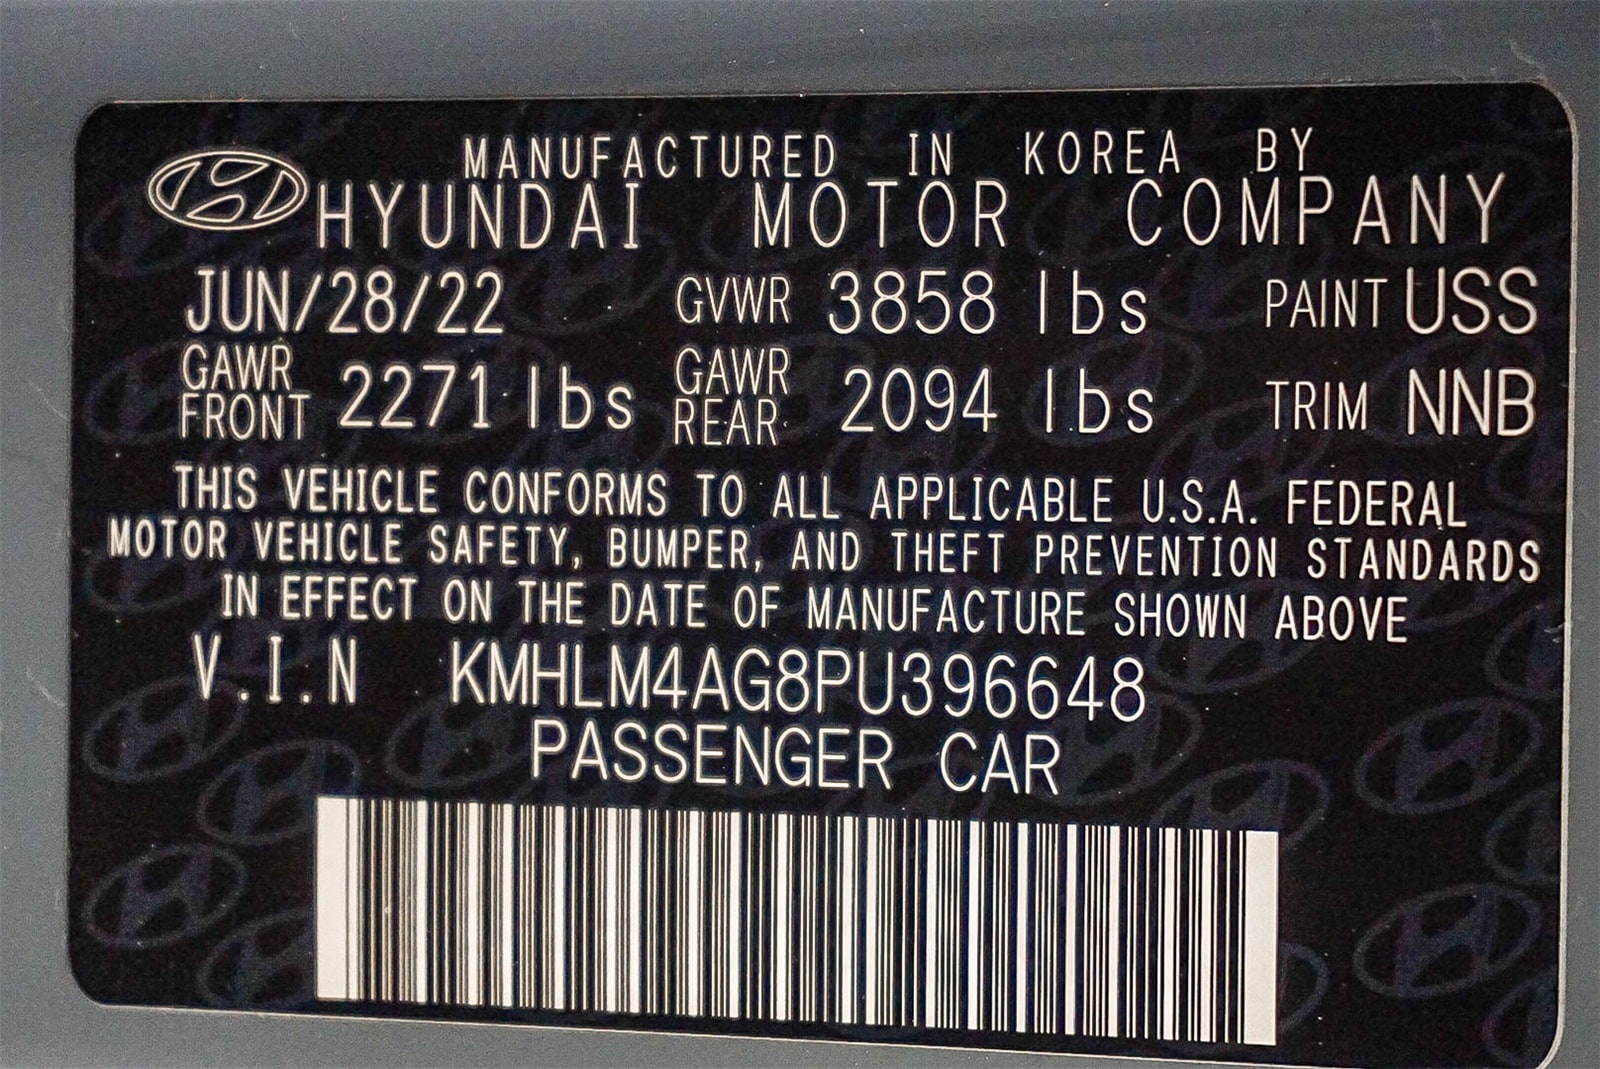 MANUFACTURED IN KOREA BY
HYUNDAI MOTOR COMPANY
JUN/28/22 GVWR 3858 lbs PAINT USS
GAWR FRONT 2271 lbs GAWR REAR 2094 lbs TRIM NNB
THIS VEHICLE CONFORMS TO ALL APPLICABLE U.S.A. FEDERAL
MOTOR VEHICLE SAFETY, BUMPER, AND THEFT PREVENTION STANDARDS
IN EFFECT ON THE DATE OF MANUFACTURE SHOWN ABOVE
V.I.N KMHLM4AG8PU396648
PASSENGER CAR